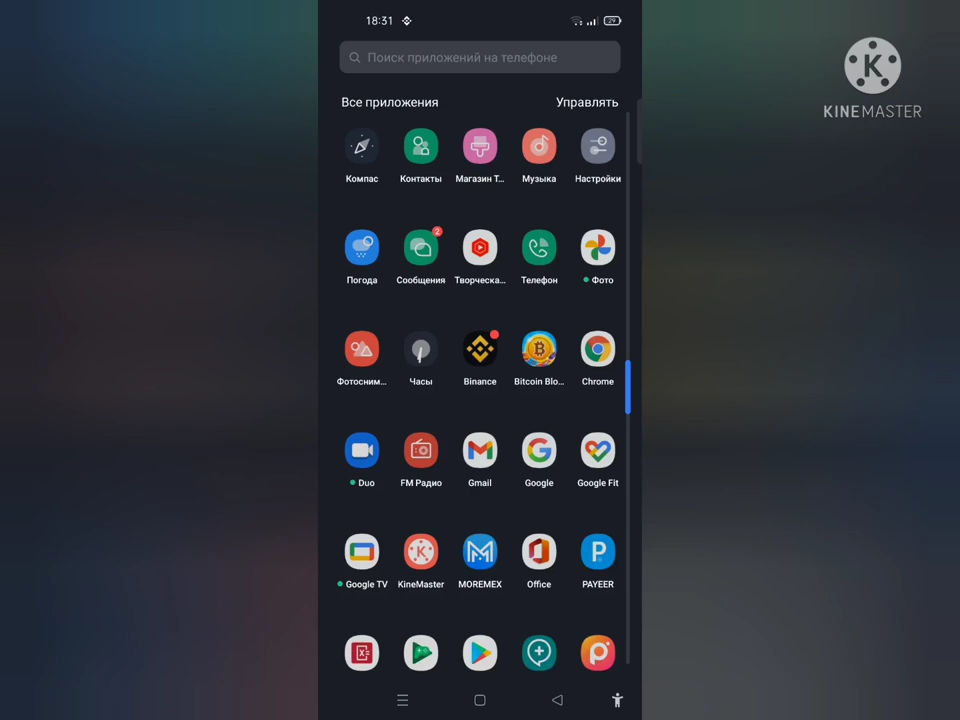 18:31
29
Поиск приложений на телефоне
KINEMASTER
Все приложения
Управлять
Компас
Контакты
Магазин Т...
Музыка
Настройки
2
Погода
Сообщения
Творческа...
Телефон
Фото
Фотосним...
Часы
Binance
Bitcoin Blo...
Chrome
Duo
FM Радио
Gmail
Google
Google Fit
Google TV
KineMaster
MOREMEX
Office
PAYEER